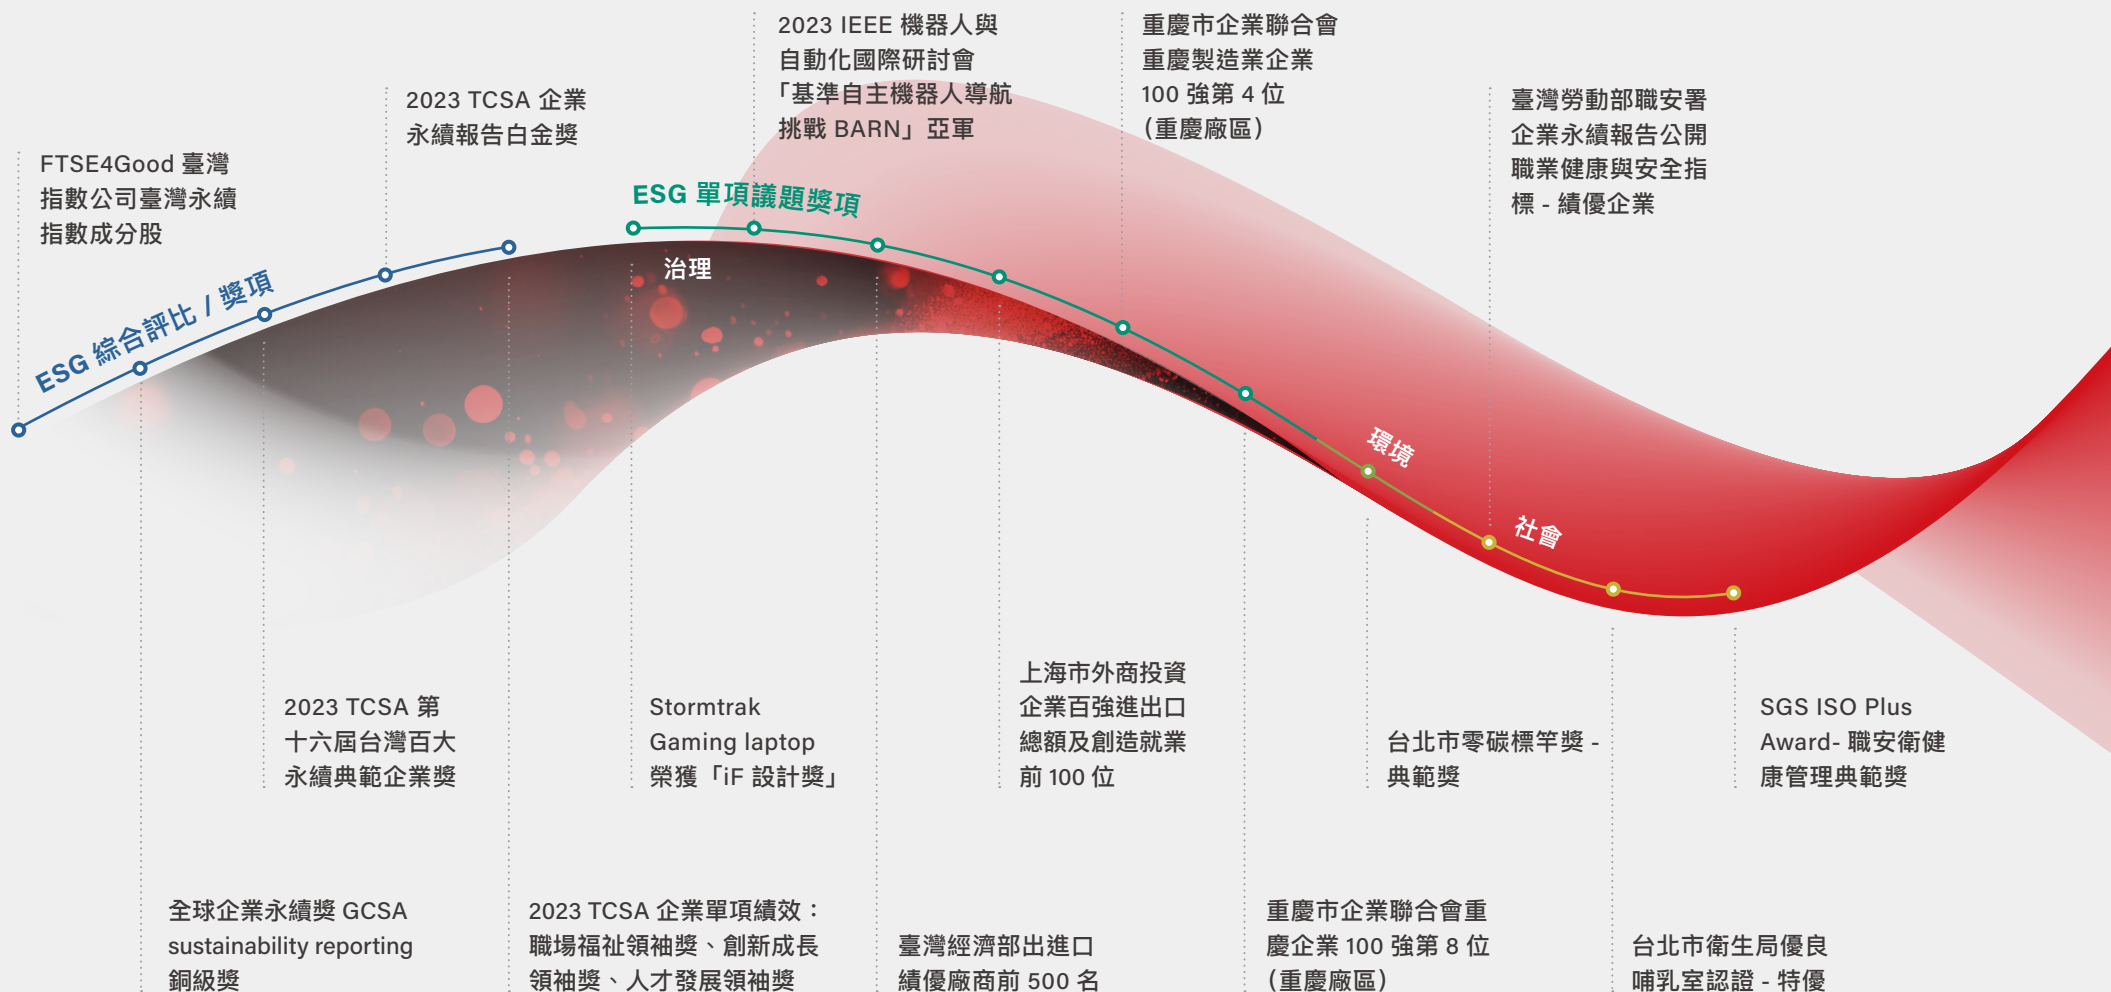 FTSE4Good 臺灣
指數公司臺灣永續
指數成分股
2023 TCSA 企業
永續報告白金獎
2023 IEEE 機器人與
自動化國際研討會
「基準自主機器人導航
挑戰 BARN」亞軍
重慶市企業聯合會
重慶製造業企業
100 強第 4 位
（重慶廠區）
臺灣勞動部職安署
企業永續報告公開
職業健康與安全指
標 - 績優企業
ESG 綜合評比 / 獎項
ESG 單項議題獎項
治理
環境
社會
2023 TCSA 第
十六屆台灣百大
永續典範企業獎
Stormtrak
Gaming laptop
榮獲「iF 設計獎」
上海市外商投資
企業百強進出口
總額及創造就業
前 100 位
台北市零碳標竿獎 -
典範獎
SGS ISO Plus
Award- 職安衛健
康管理典範獎
全球企業永續獎 GCSA
sustainability reporting
銅級獎
2023 TCSA 企業單項績效：
職場福祉領袖獎、創新成長
領袖獎、人才發展領袖獎
臺灣經濟部出進口
績優廠商前 500 名
重慶市企業聯合會重
慶企業 100 強第 8 位
（重慶廠區）
台北市衛生局優良
哺乳室認證 - 特優